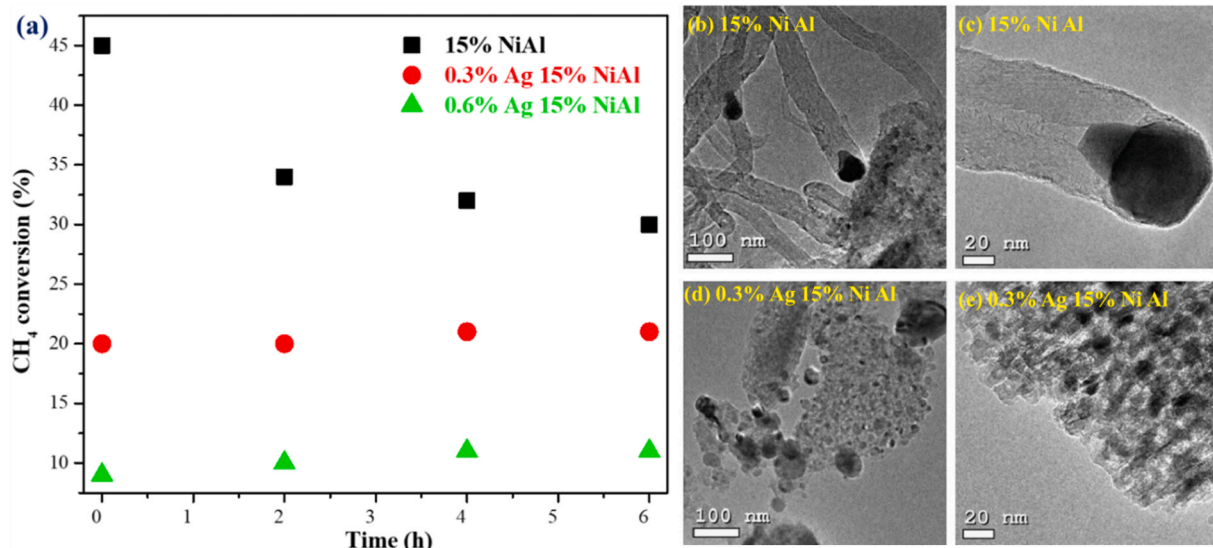 (a)
15% NiAl
0.3% Ag 15% NiAl
0.6% Ag 15% NiAl
CH₄ conversion (%)
45
40
35
30
25
20
15
10
0
1
2
3
4
5
6
Time (h)
(b) 15% Ni Al
100 nm
(c) 15% Ni Al
20 nm
(d) 0.3% Ag 15% Ni Al
100 nm
(e) 0.3% Ag 15% Ni Al
20 nm